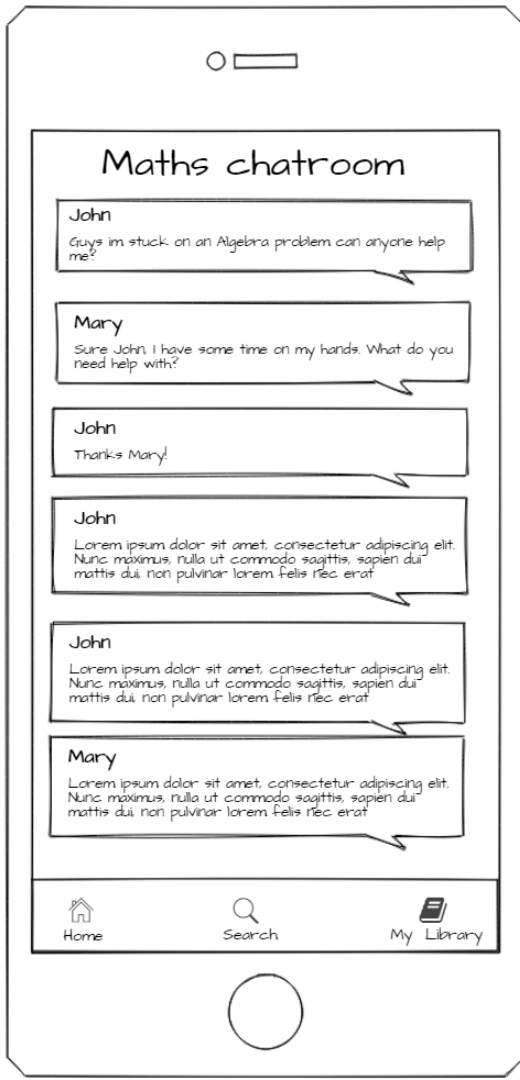 Maths chatroom
John
Guys im stuck on an Algebra problem can anyone help
me?
Mary
Sure John, I have some time on my hands. What do you
need help with?
John
Thanks Mary!
John
Lorem ipsum dolor sit amet, consectetur adipiscing elit.
Nunc maximus, nulla ut commodo sagittis, sapien dui
mattis dui, non pulvinar lorem felis nec erat
John
Lorem ipsum dolor sit amet, consectetur adipiscing elit.
Nunc maximus, nulla ut commodo sagittis, sapien dui
mattis dui, non pulvinar lorem felis nec erat
Mary
Lorem ipsum dolor sit amet, consectetur adipiscing elit.
Nunc maximus, nulla ut commodo sagittis, sapien dui
mattis dui, non pulvinar lorem felis nec erat
Home Search My Library